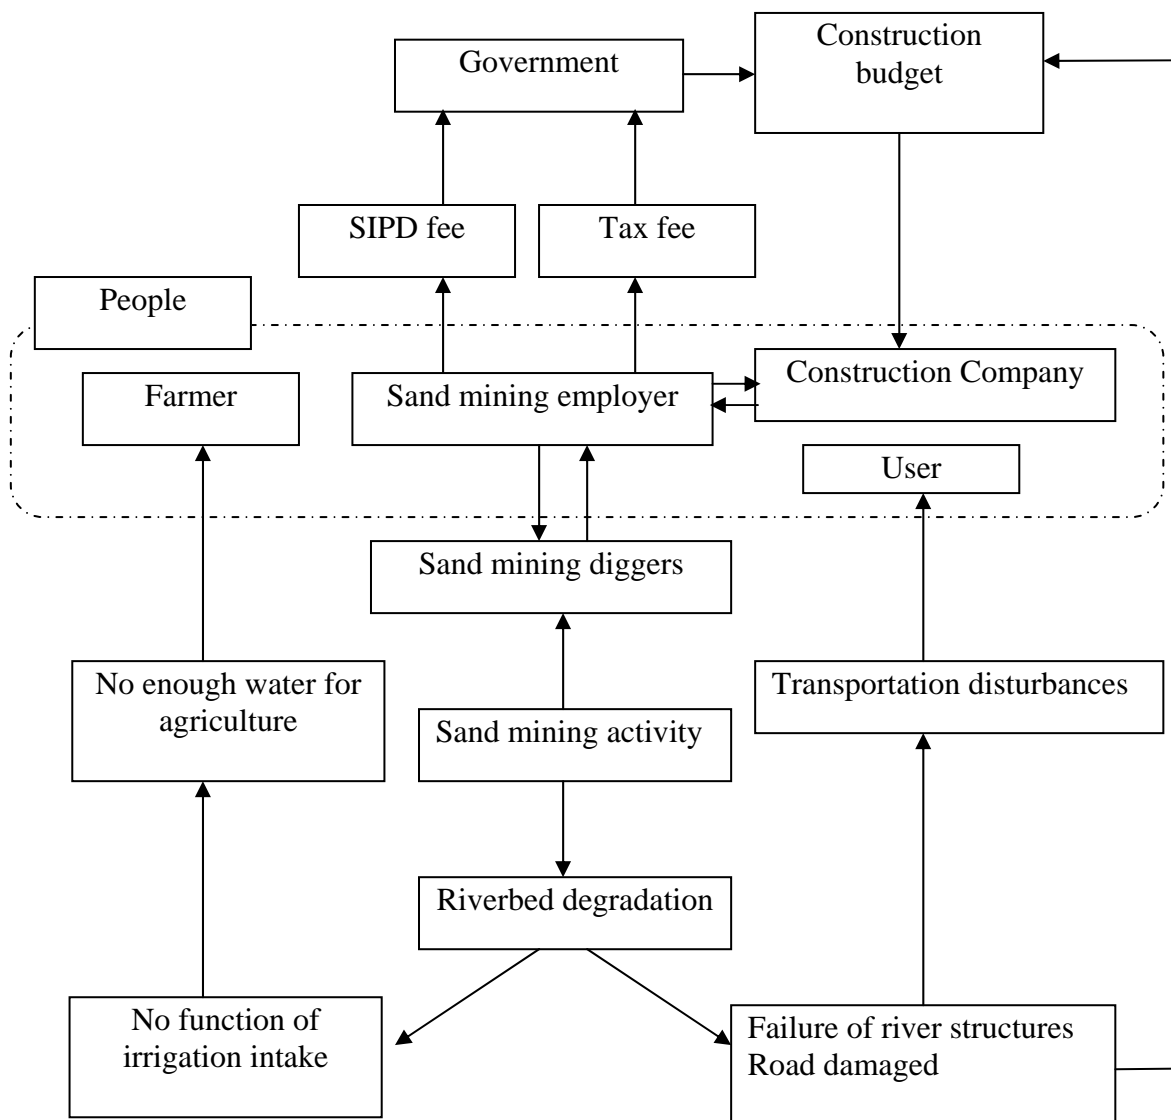 Government
Construction
budget
SIPD fee
Tax fee
People
Farmer
Sand mining employer
Construction Company
User
Sand mining diggers
No enough water for
agriculture
Sand mining activity
Transportation disturbances
Riverbed degradation
No function of
irrigation intake
Failure of river structures
Road damaged